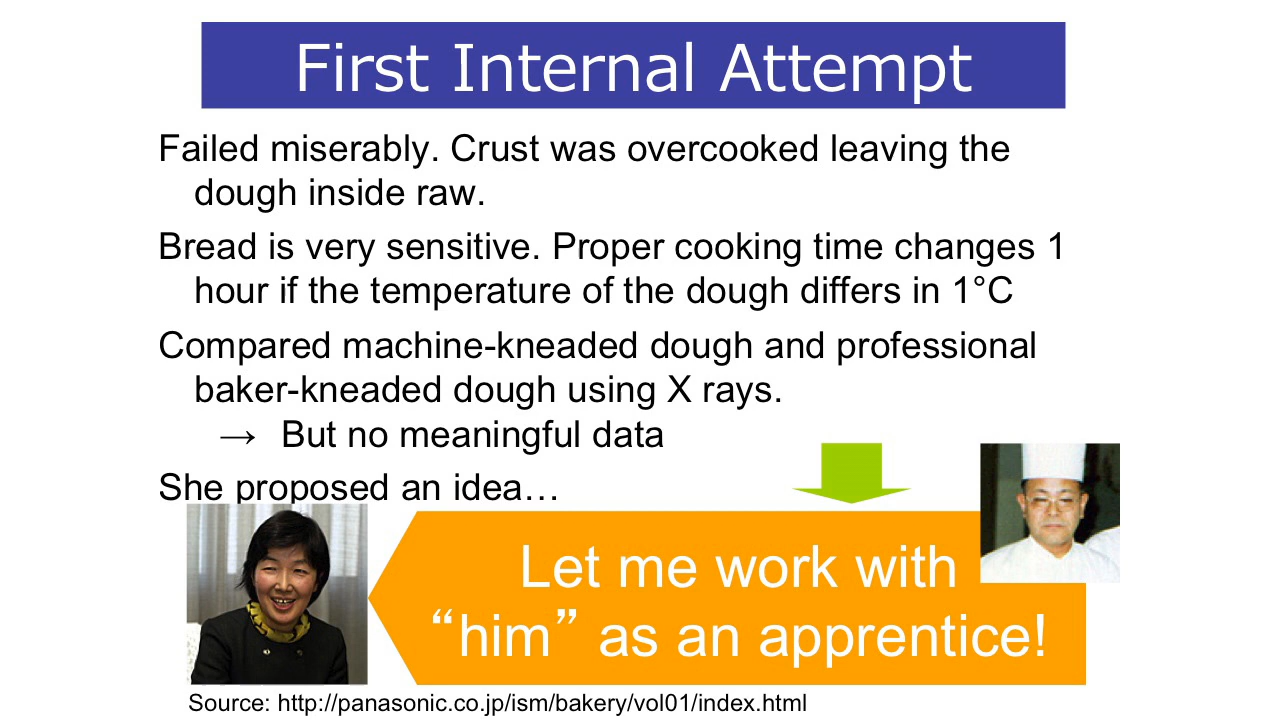 First Internal Attempt
Failed miserably. Crust was overcooked leaving the
dough inside raw.
Bread is very sensitive. Proper cooking time changes 1
hour if the temperature of the dough differs in 1°C
Compared machine-kneaded dough and professional
baker-kneaded dough using X rays.
→ But no meaningful data
She proposed an idea…
Let me work with
“him” as an apprentice!
Source: http://panasonic.co.jp/ism/bakery/vol01/index.html